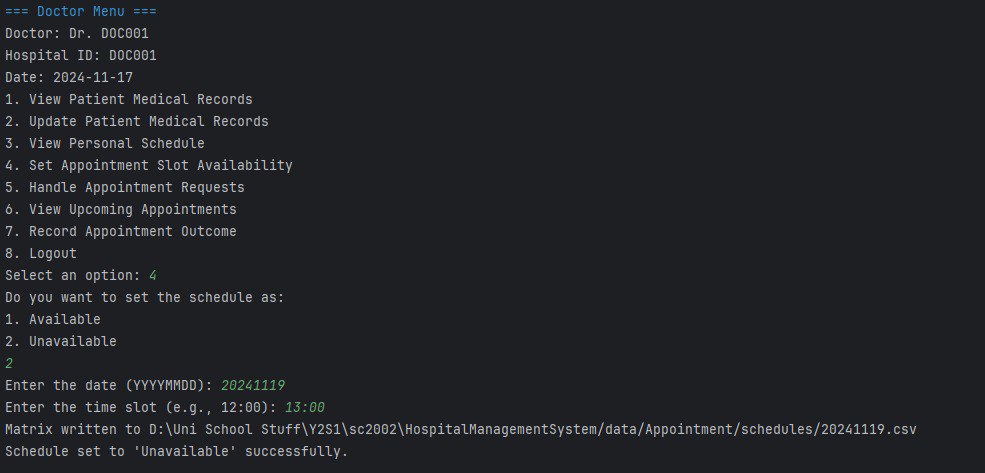 === Doctor Menu ===
Doctor: Dr. DOC001
Hospital ID: DOC001
Date: 2024-11-17
1. View Patient Medical Records
2. Update Patient Medical Records
3. View Personal Schedule
4. Set Appointment Slot Availability
5. Handle Appointment Requests
6. View Upcoming Appointments
7. Record Appointment Outcome
8. Logout
Select an option: 4
Do you want to set the schedule as:
1. Available
2. Unavailable
2
Enter the date (YYYYMMDD): 20241119
Enter the time slot (e.g., 12:00): 13:00
Matrix written to D:\Uni School Stuff\Y2S1\sc2002\HospitalManagementSystem/data/Appointment/schedules/20241119.csv
Schedule set to 'Unavailable' successfully.